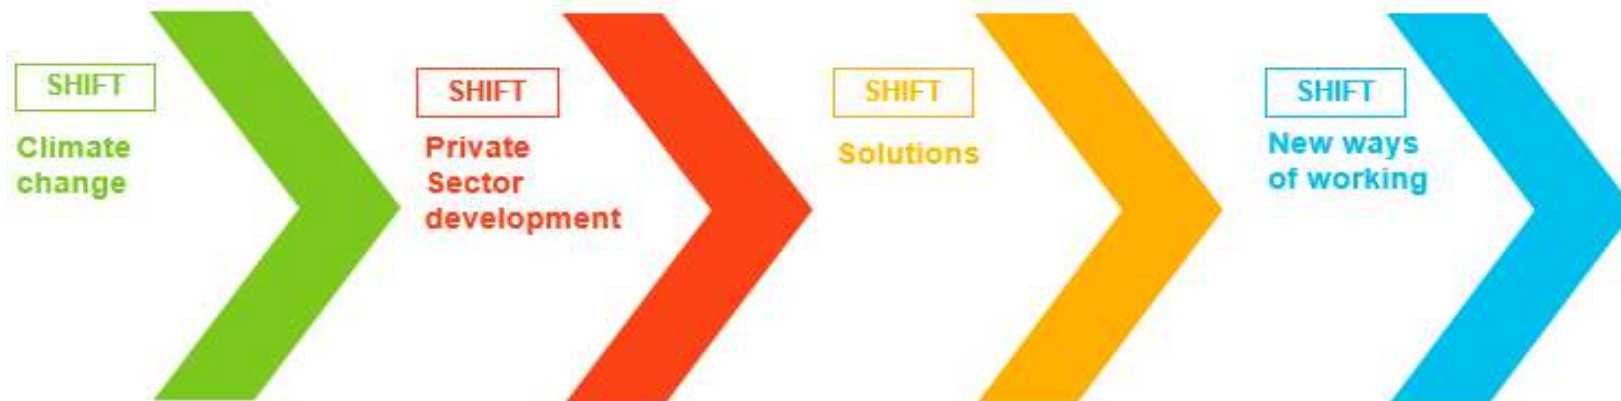 SHIFT
Climate
change
SHIFT
Private
Sector
development
SHIFT
Solutions
SHIFT
New ways
of working